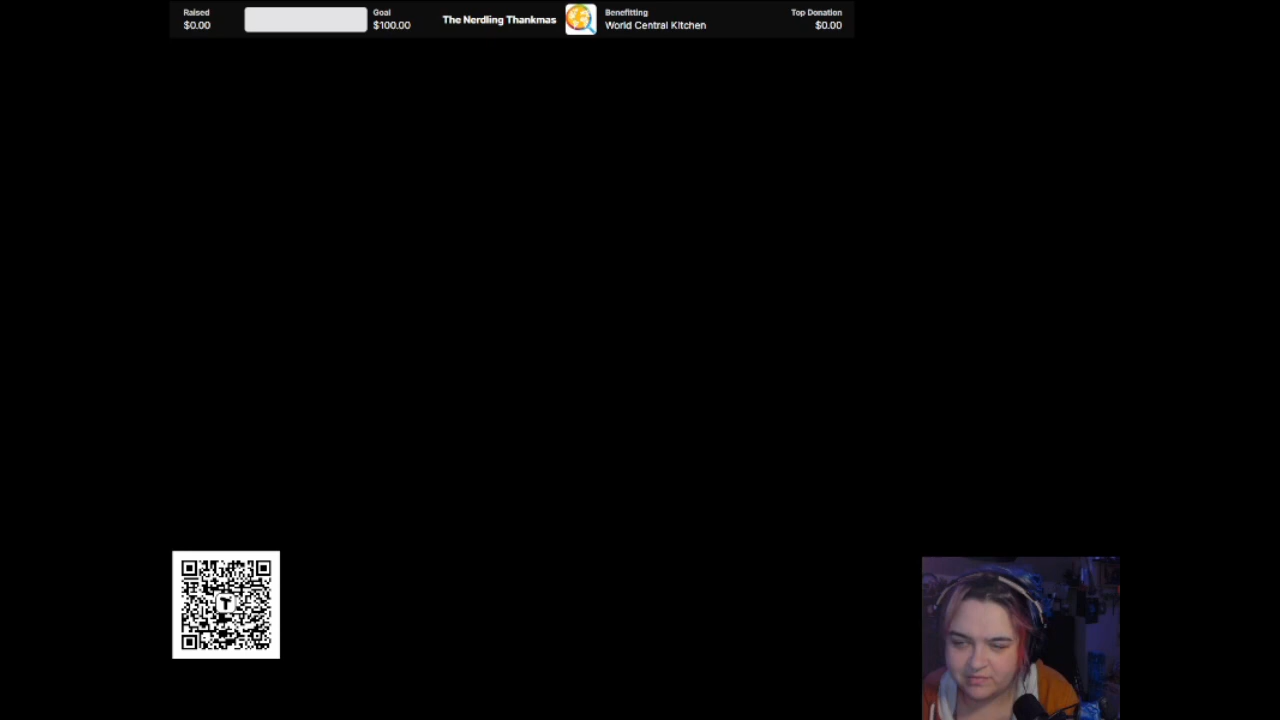 Raised
$0.00
Goal
$100.00
The Nerdling Thankmas
Benefitting
World Central Kitchen
Top Donation
$0.00
T